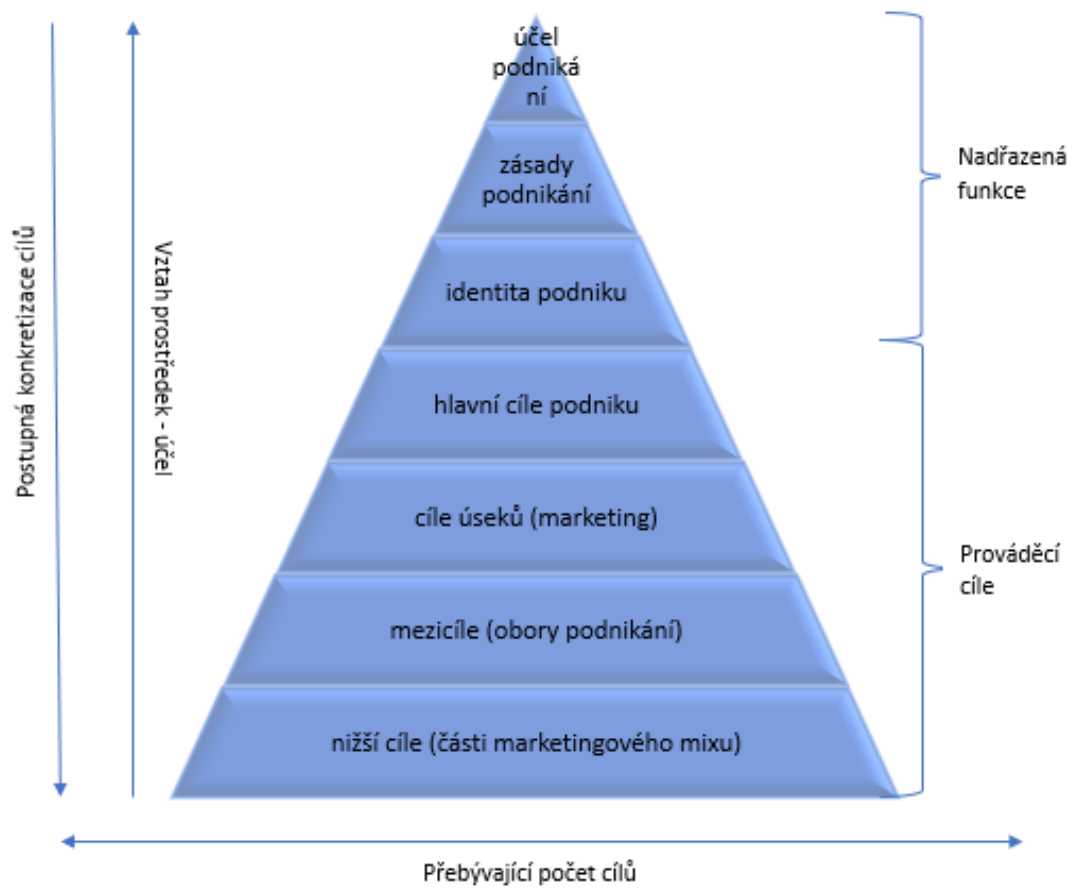 účel
podniká
ní
zásady
podnikání
identita podniku
hlavní cíle podniku
cíle úseků (marketing)
mezicíle (obory podnikání)
nižší cíle (části marketingového mixu)
Postupná konkretizace cílů
Vztah prostředek - účel
Nadřazená
funkce
Prováděcí
cíle
Přebývající počet cílů